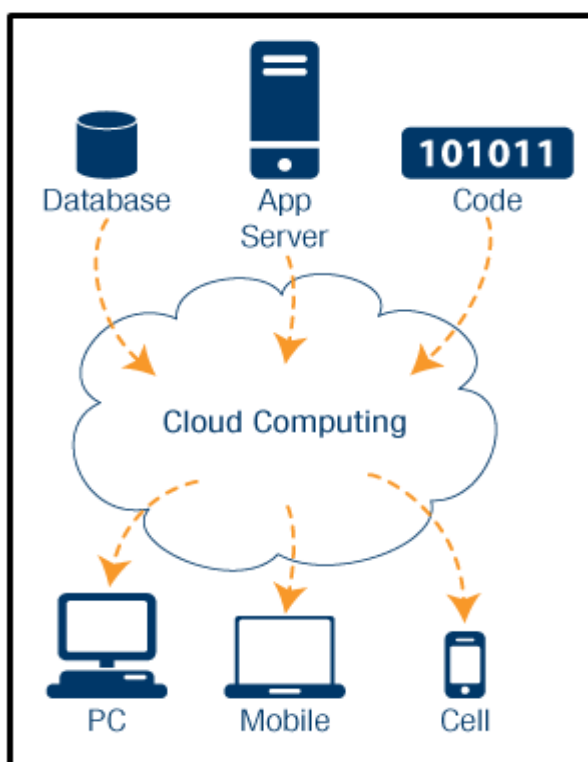 101011
Database
App
Server
Code
Cloud Computing
PC
Mobile
Cell